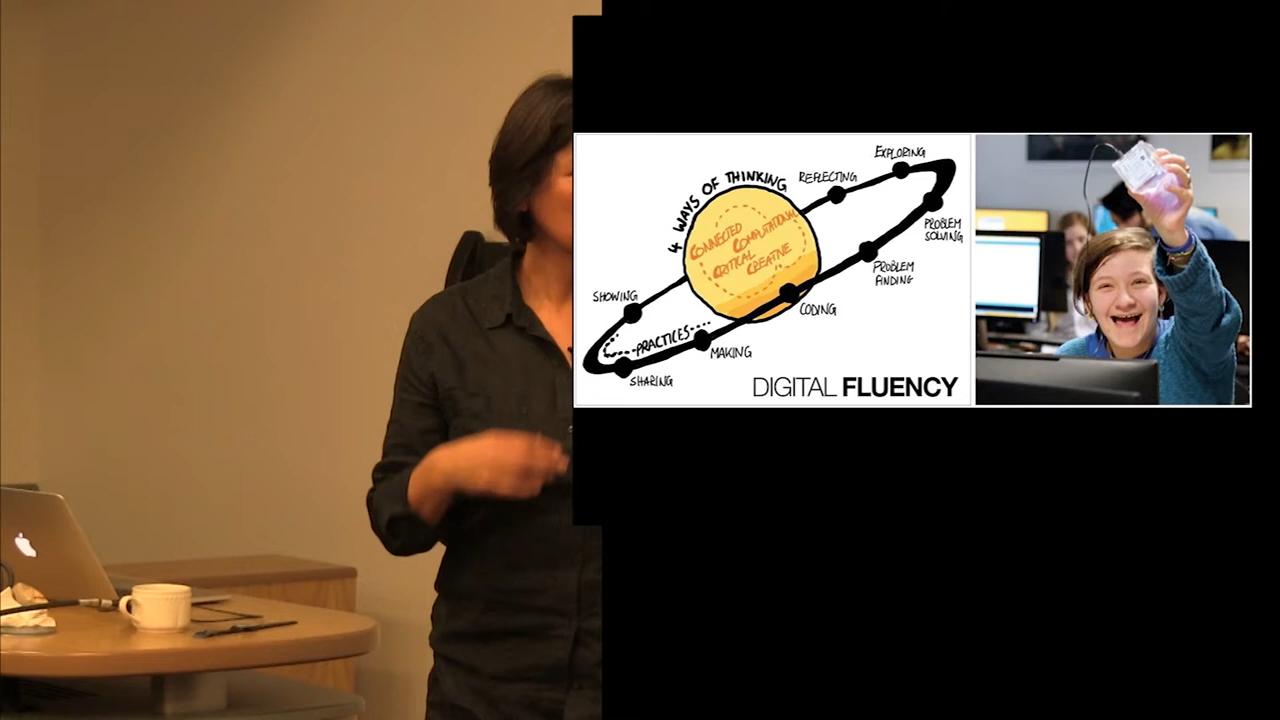 4 WAYS OF THINKING
CONNECTED
COMPUTATIONAL
CRITICAL
CREATIVE
EXPLORING
REFLECTING
PROBLEM
SOLVING
PROBLEM
FINDING
CODING
SHOWING
PRACTICES
MAKING
SHARING
DIGITAL FLUENCY